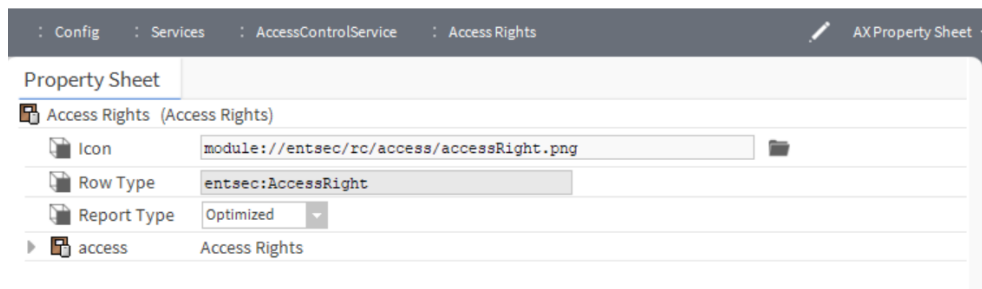 : Config : Services : AccessControlService : Access Rights AX Property Sheet
Property Sheet
Access Rights (Access Rights)
Icon module://entsec/rc/access/accessRight.png
Row Type entsec:AccessRight
Report Type Optimized
access Access Rights